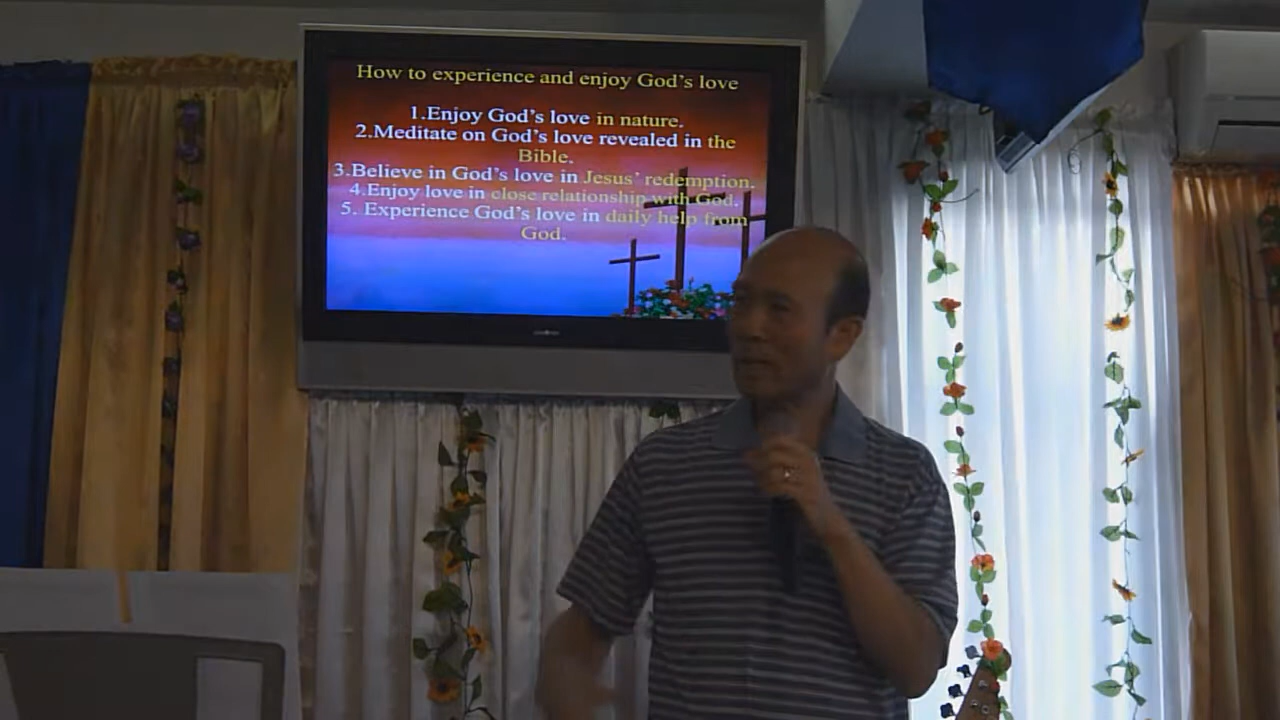 How to experience and enjoy God's love
1.Enjoy God's love in nature.
2.Meditate on God's love revealed in the
Bible.
3.Believe in God's love in Jesus' redemption.
4.Enjoy love in close relationship with God.
5. Experience God's love in daily help from
God.